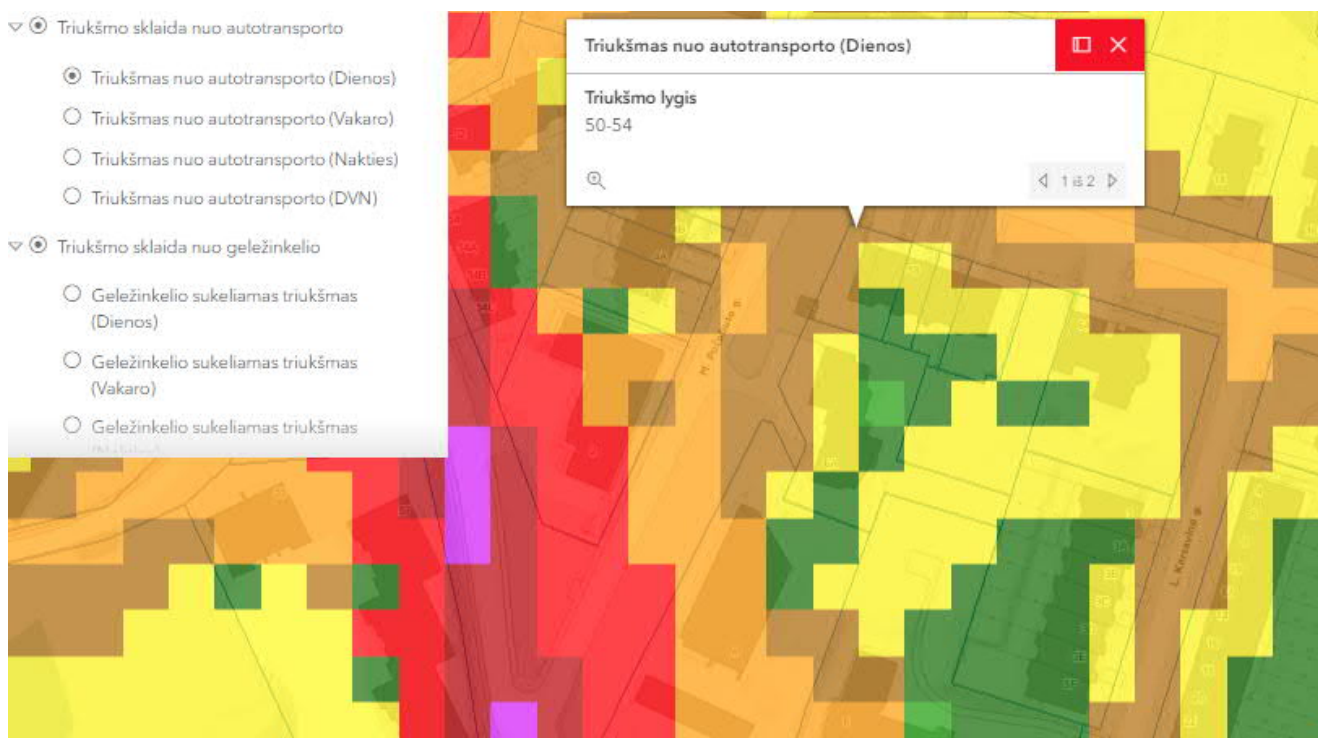 Triukšmo sklaida nuo autotransporto
Triukšmas nuo autotransporto (Dienos)
Triukšmas nuo autotransporto (Vakaro)
Triukšmas nuo autotransporto (Nakties)
Triukšmas nuo autotransporto (DVN)
Triukšmo sklaida nuo geležinkelio
Geležinkelio sukeliamas triukšmas
(Dienos)
Geležinkelio sukeliamas triukšmas
(Vakaro)
Geležinkelio sukeliamas triukšmas
Triukšmas nuo autotransporto (Dienos)
Triukšmo lygis
50-54
1 iš 2
L. Karsavino g.